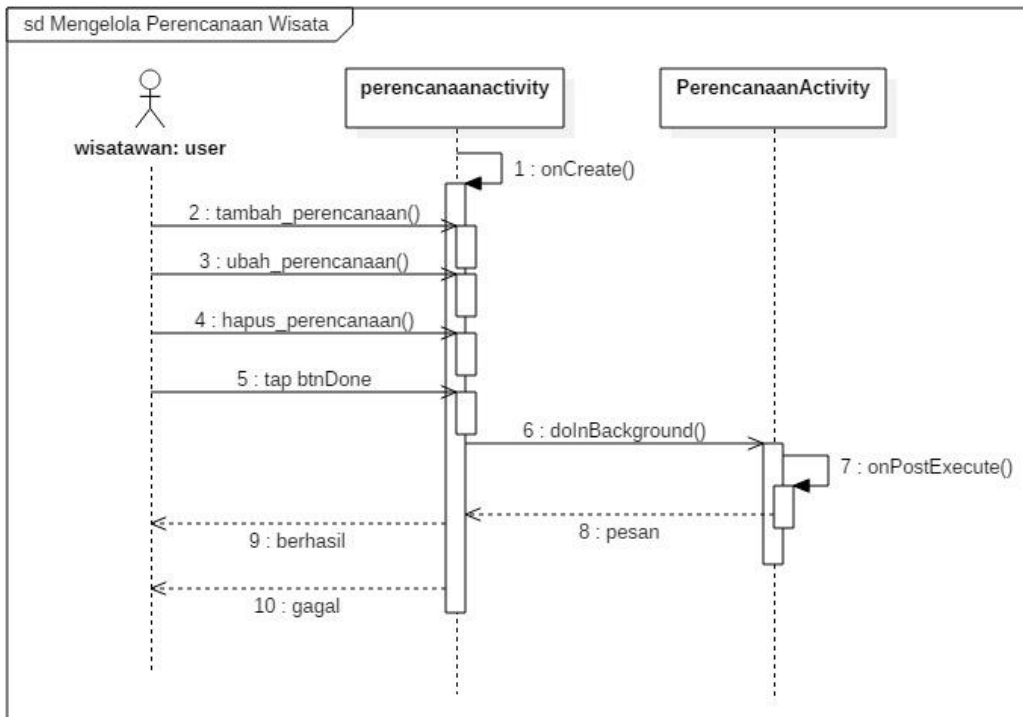 sd Mengelola Perencanaan Wisata
wisatawan: user
perencanaanactivity
PerencanaanActivity
1 : onCreate()
2 : tambah_perencanaan()
3 : ubah_perencanaan()
4 : hapus_perencanaan()
5 : tap btnDone
6 : doInBackground()
7 : onPostExecute()
8 : pesan
9 : berhasil
10 : gagal